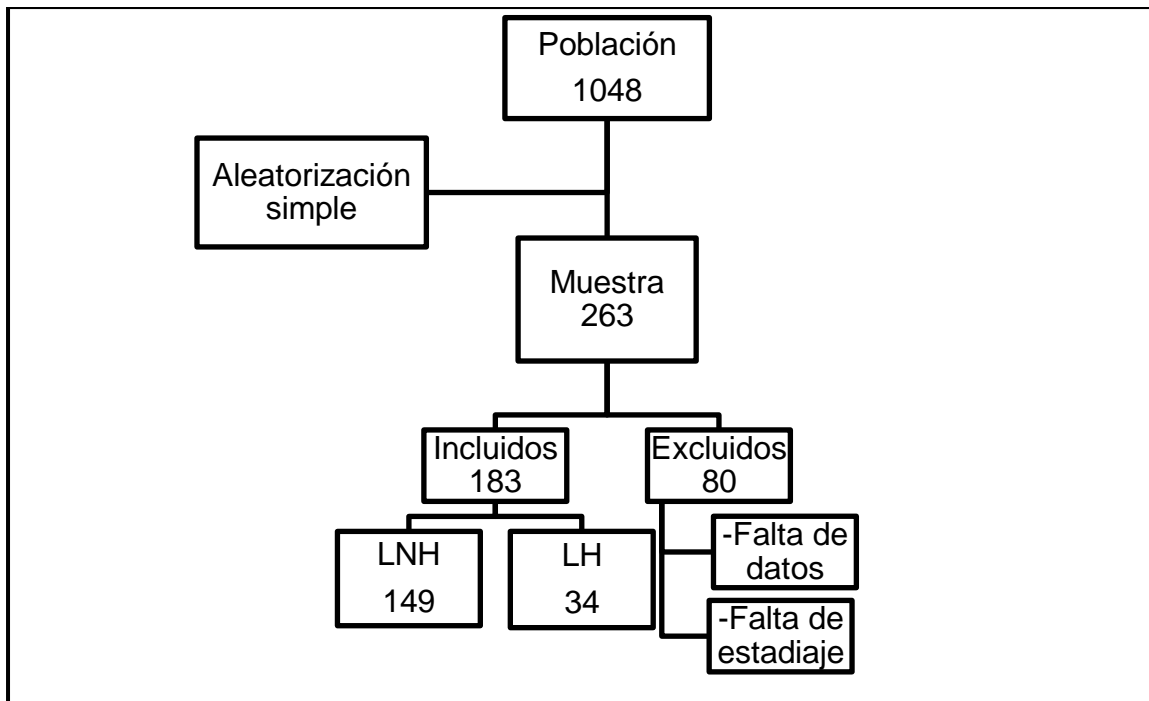 Población
1048
Aleatorización
simple
Muestra
263
Incluidos
183
Excluidos
80
LNH
149
LH
34
-Falta de
datos
-Falta de
estadiaje